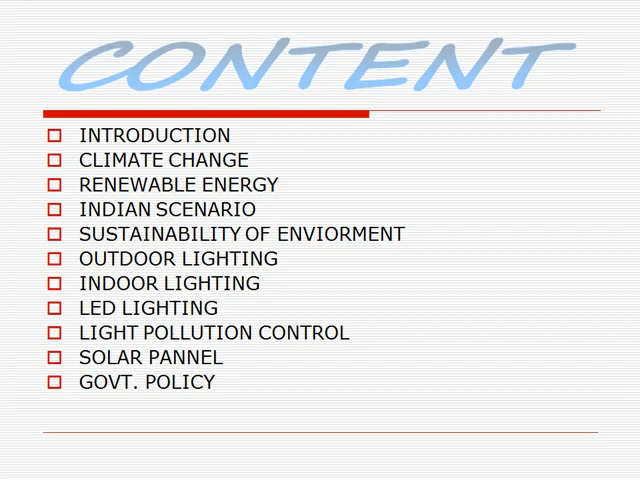 CONTENT
INTRODUCTION
CLIMATE CHANGE
RENEWABLE ENERGY
INDIAN SCENARIO
SUSTAINABILITY OF ENVIORMENT
OUTDOOR LIGHTING
INDOOR LIGHTING
LED LIGHTING
LIGHT POLLUTION CONTROL
SOLAR PANNEL
GOVT. POLICY